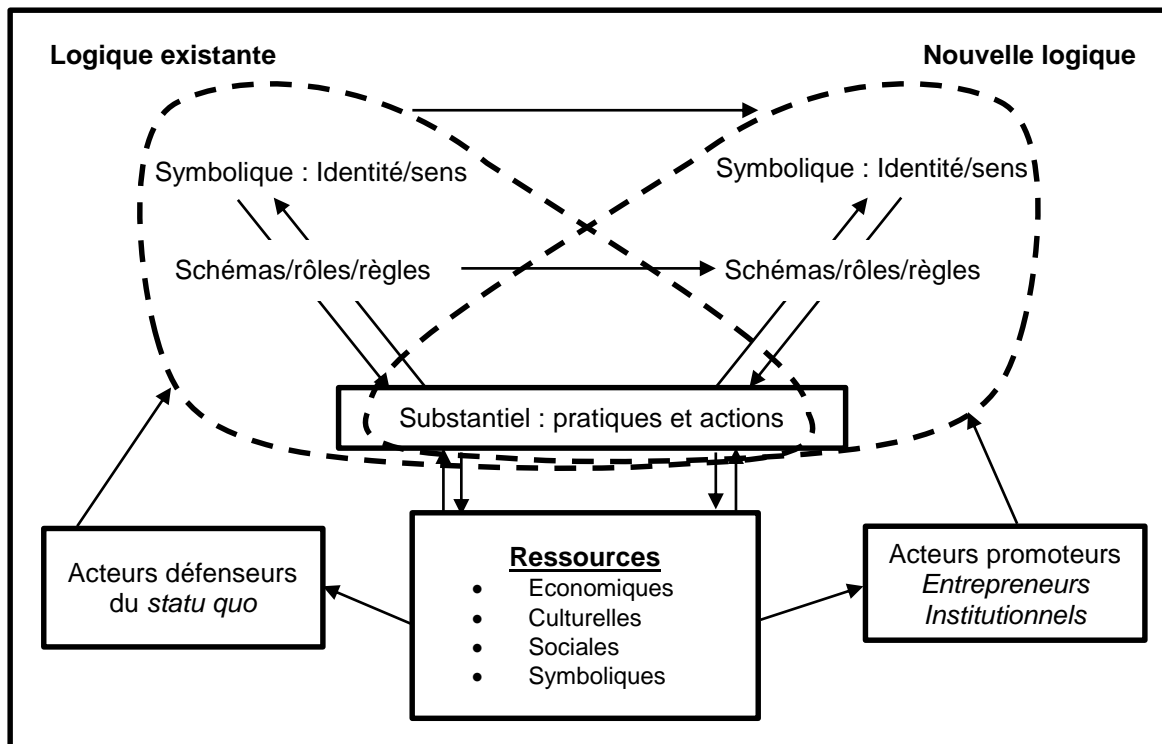 Logique existante
Nouvelle logique
Symbolique : Identité/sens
Symbolique : Identité/sens
Schémas/rôles/règles
Schémas/rôles/règles
Substantiel : pratiques et actions
Acteurs défenseurs
du statu quo
Ressources
• Economiques
• Culturelles
• Sociales
• Symboliques
Acteurs promoteurs
Entrepreneurs
Institutionnels